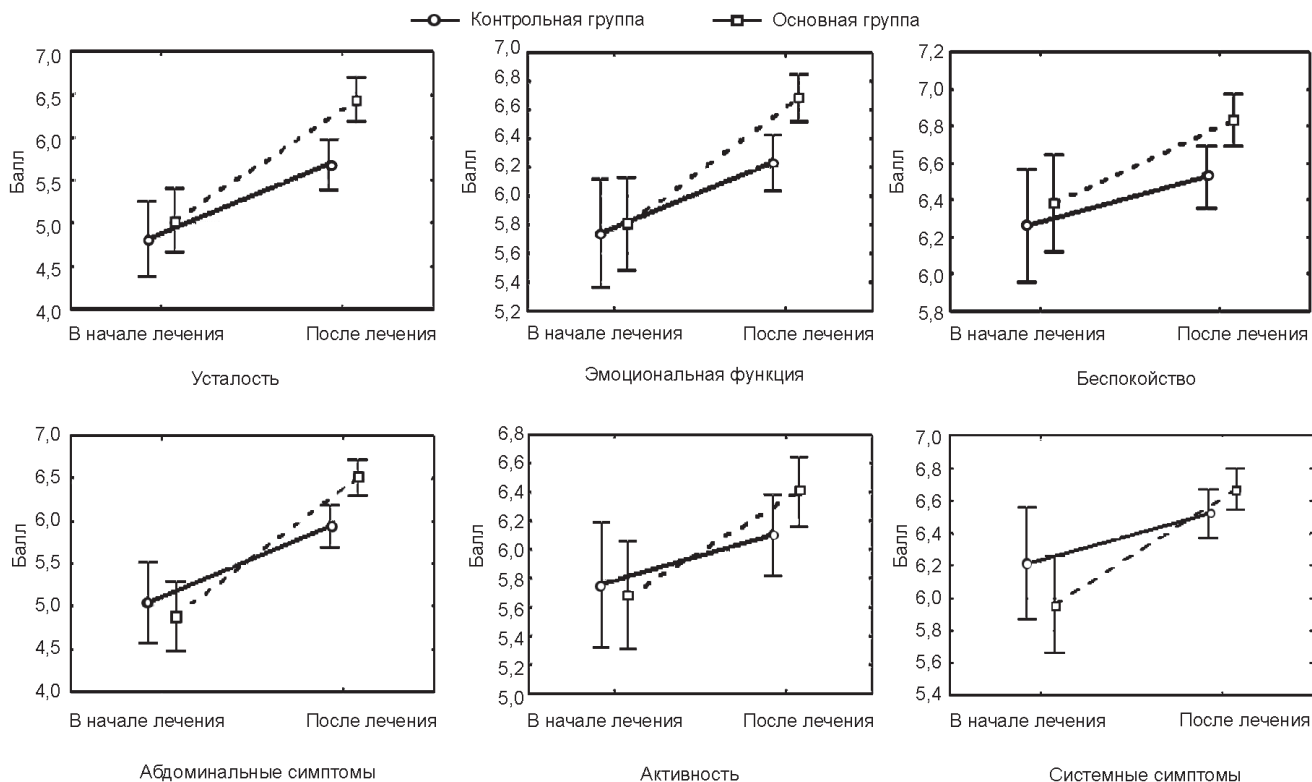 Контрольная группа
Основная группа
Балл
7,0
6,5
6,0
5,5
5,0
4,5
4,0
В начале лечения
После лечения
Усталость
Балл
7,0
6,8
6,6
6,4
6,2
6,0
5,8
5,6
5,4
5,2
В начале лечения
После лечения
Эмоциональная функция
Балл
7,2
7,0
6,8
6,6
6,4
6,2
6,0
5,8
В начале лечения
После лечения
Беспокойство
Балл
7,0
6,5
6,0
5,5
5,0
4,5
4,0
В начале лечения
После лечения
Абдоминальные симптомы
Балл
6,8
6,6
6,4
6,2
6,0
5,8
5,6
5,4
5,2
5,0
В начале лечения
После лечения
Активность
Балл
7,0
6,8
6,6
6,4
6,2
6,0
5,8
5,6
5,4
В начале лечения
После лечения
Системные симптомы